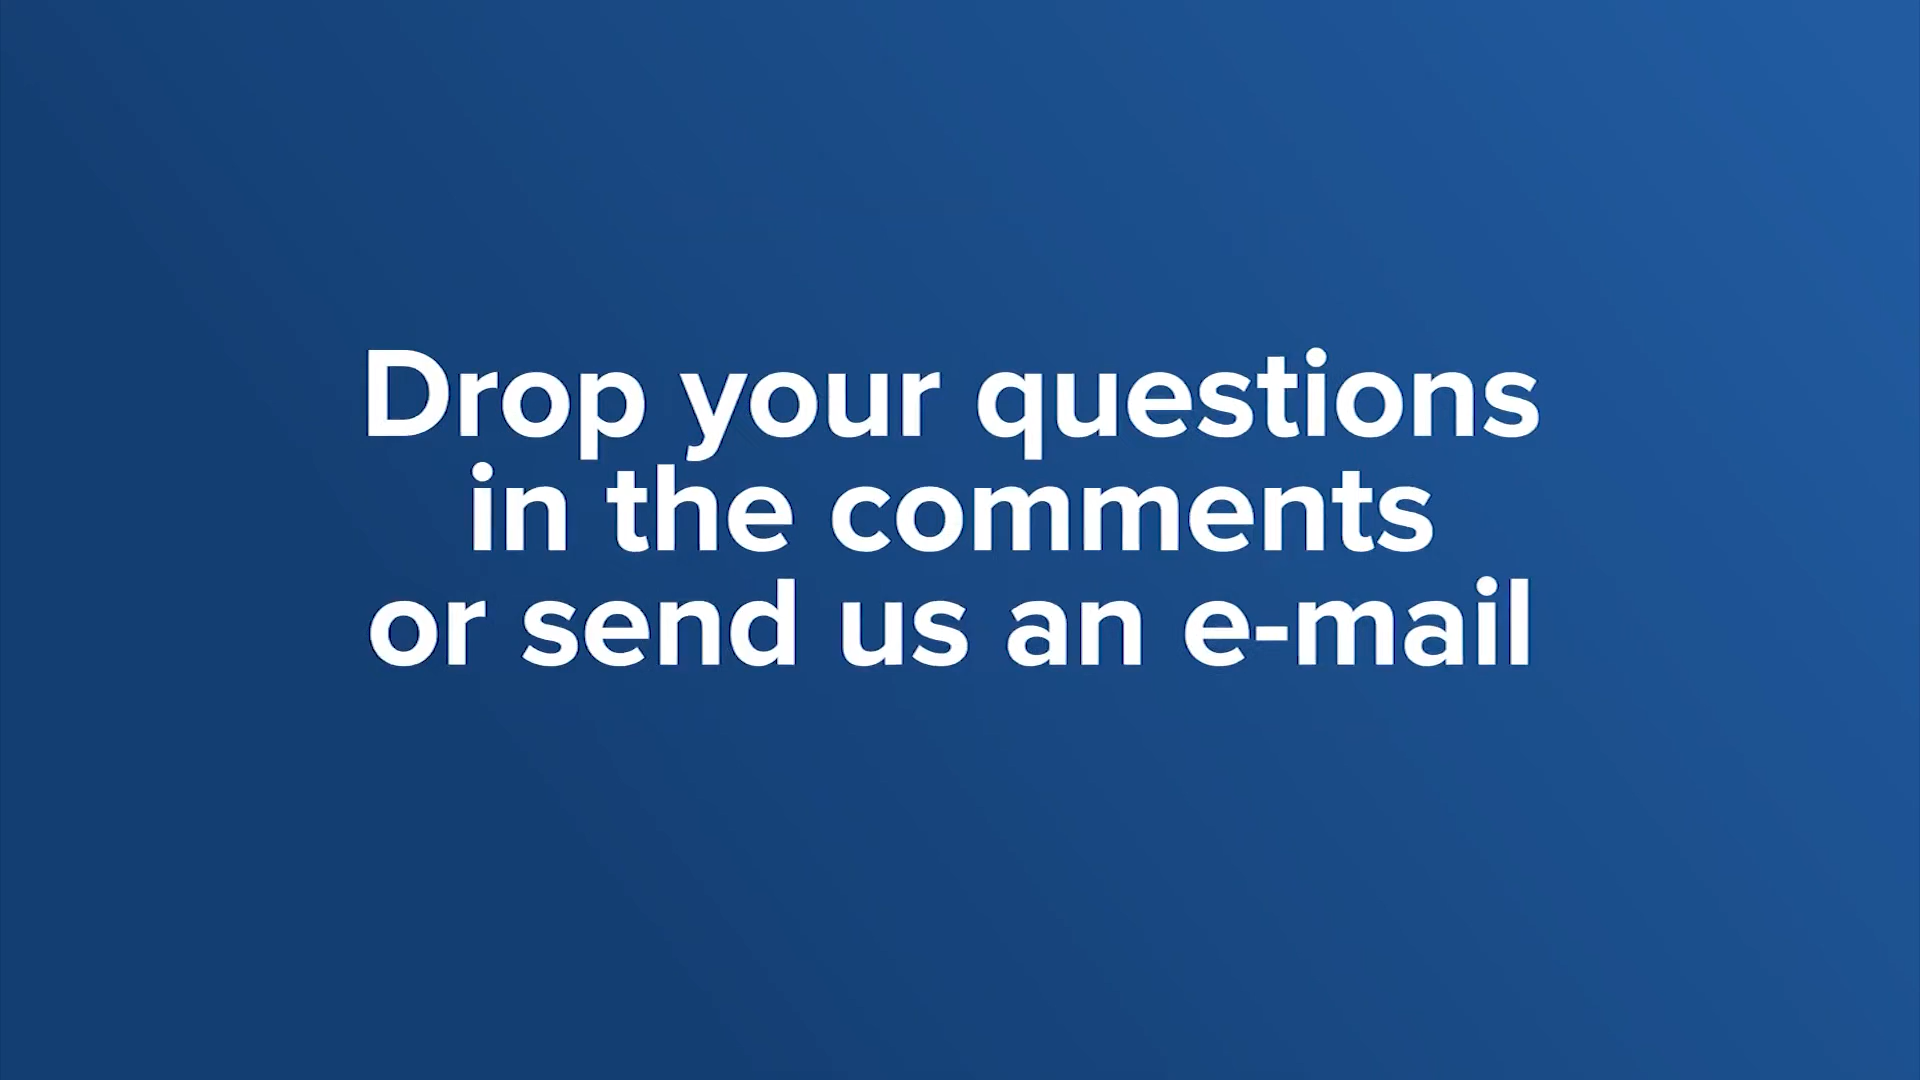 Drop your questions
in the comments
or send us an e-mail